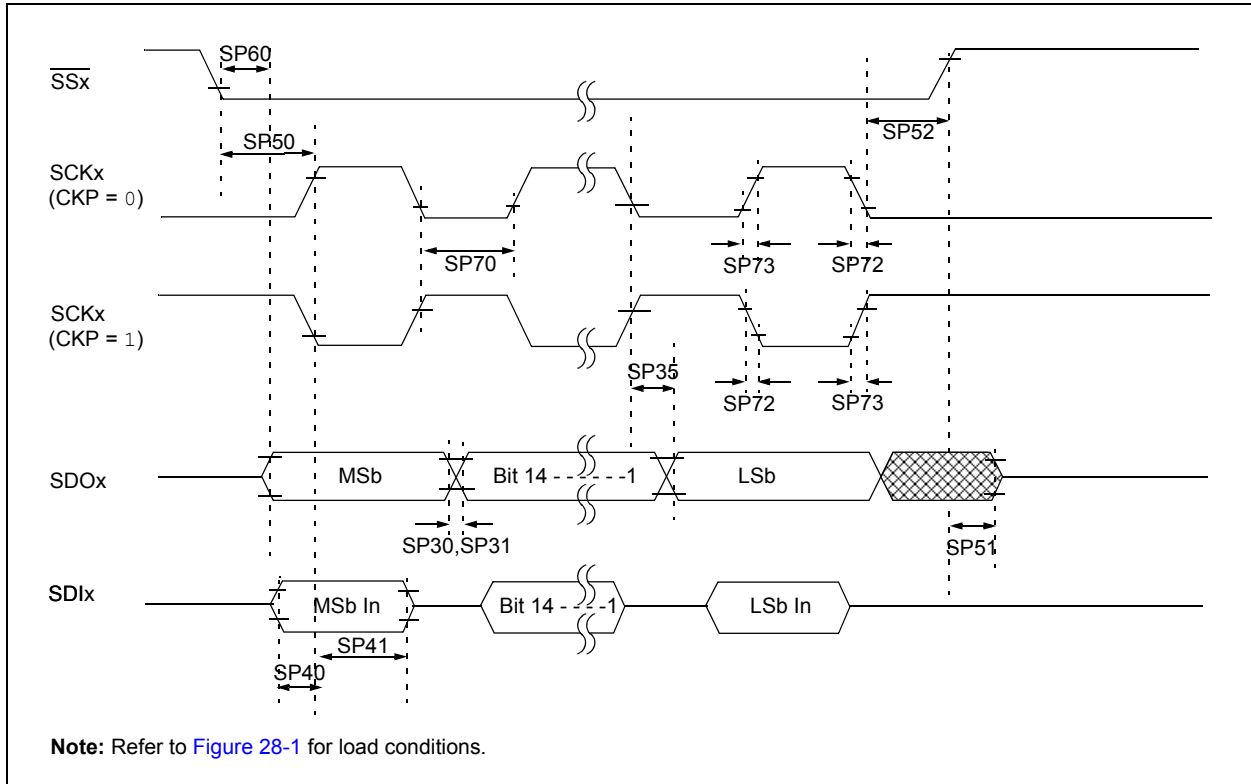 SP60
SSx
SP50
SP52
SCKx
(CKP = 0)
SP70
SP73
SP72
SCKx
(CKP = 1)
SP35
SP72
SP73
SDOx
MSb
Bit 14 - - - - - -1
LSb
SP30,SP31
SP51
SDIx
MSb In
Bit 14 - - - -1
LSb In
SP41
SP40
Note: Refer to Figure 28-1 for load conditions.